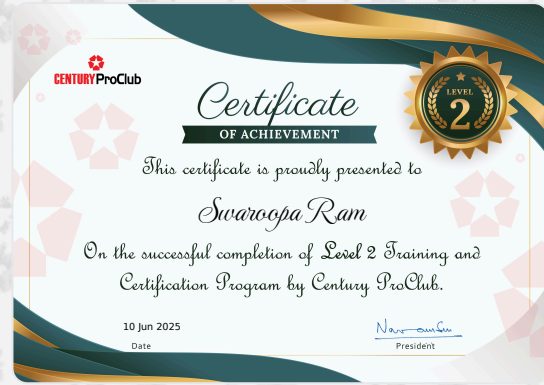 CENTURY ProClub
Certificate
OF ACHIEVEMENT
LEVEL
2
This certificate is proudly presented to
Swaroopa Ram
On the successful completion of Level 2 Training and
Certification Program by Century ProClub.
10 Jun 2025
Date
President